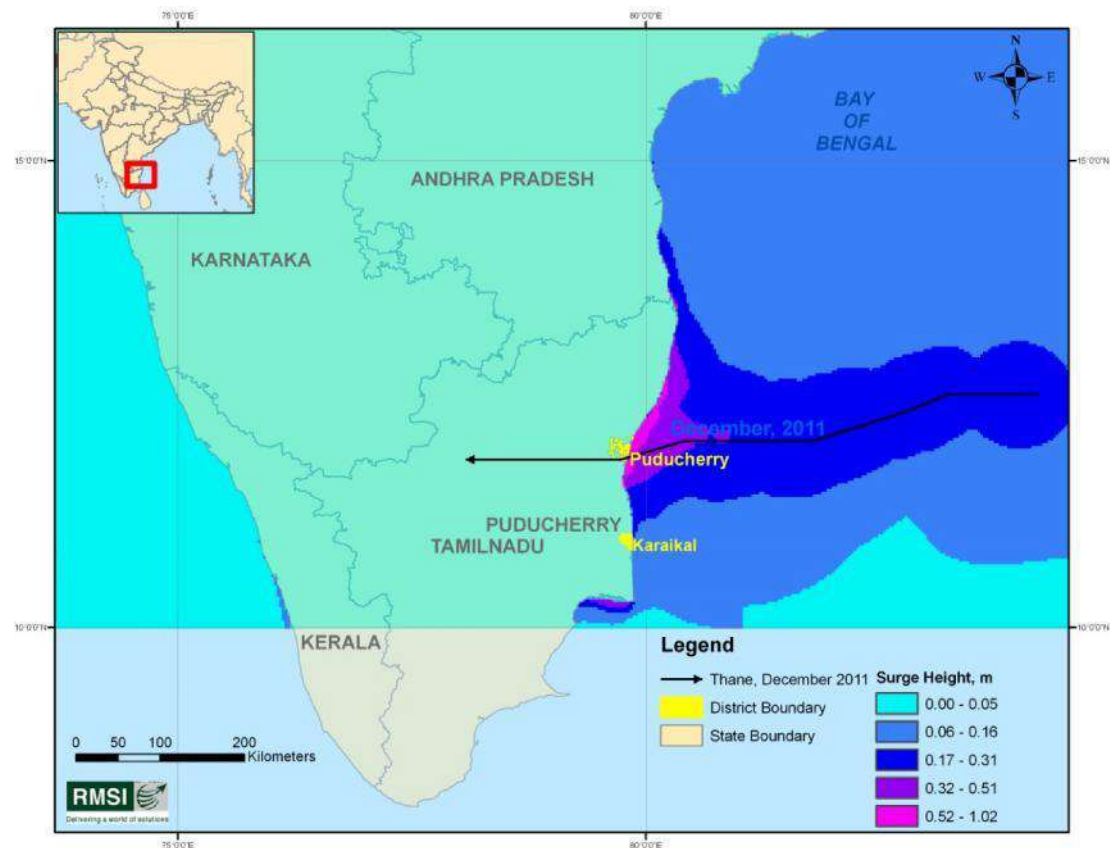 75°0'0"E
80°0'0"E
N
W
E
S
BAY
OF
BENGAL
15°0'0"N
15°0'0"N
ANDHRA PRADESH
KARNATAKA
December, 2011
Puducherry
PUDUCHERRY
TAMILNADU
Karaikal
10°0'0"N
10°0'0"N
KERALA
Legend
Thane, December 2011
District Boundary
State Boundary
Surge Height, m
0.00 - 0.05
0.06 - 0.16
0.17 - 0.31
0.32 - 0.51
0.52 - 1.02
0 50 100 200
Kilometers
RMSI
Delivering a world of solutions
75°0'0"E
80°0'0"E